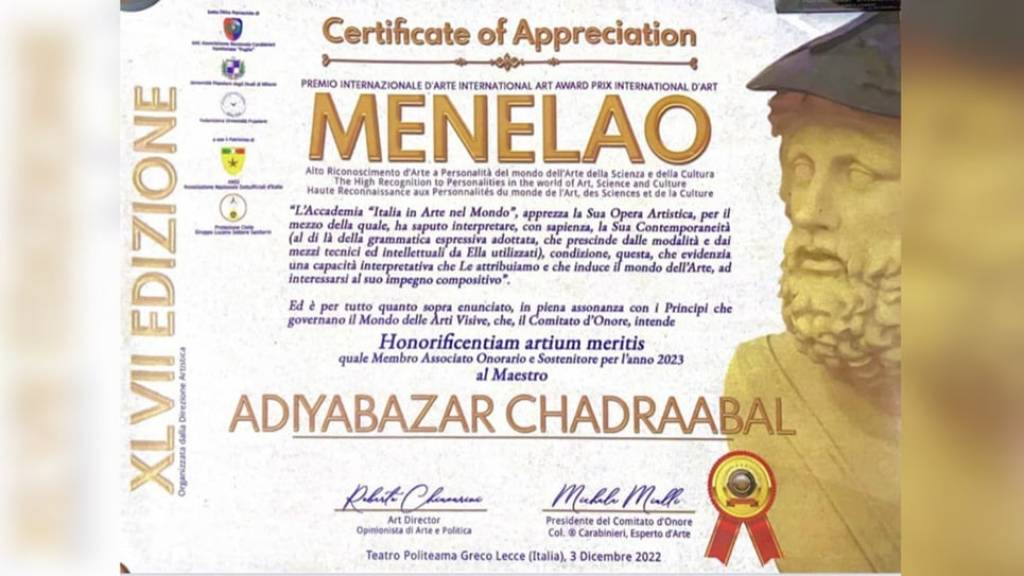 Certificate of Appreciation
PREMIO INTERNAZIONALE D'ARTE INTERNATIONAL ART AWARD PRIX INTERNATIONAL D'ART
MENELAO
Alto Riconoscimento d'Arte a Personalità del mondo dell'Arte della Scienza e della Cultura
The High Recognition to Personalities in the world of Art, Science and Culture
Haute Reconnaissance aux Personnalités du monde de l'Art, des Sciences et de la Culture
"L'Accademia "Italia in Arte nel Mondo", apprezza la Sua Opera Artistica, per il
mezzo della quale, ha saputo interpretare, con sapienza, la Sua Contemporaneità
(al di là della grammatica espressiva adottata, che prescinde dalle modalità e dai
mezzi tecnici ed intellettuali da Ella utilizzati), condizione, questa, che evidenzia
una capacità interpretativa che Le attribuiamo e che induce il mondo dell'Arte, ad
interessarsi al suo impegno compositivo".
Ed è per tutto quanto sopra enunciato, in piena assonanza con i Principi che
governano il Mondo delle Arti Visive, che, il Comitato d'Onore, intende
Honorificentiam artium meritis
quale Membro Associato Onorario e Sostenitore per l'anno 2023
al Maestro
ADIYABAZAR CHADRAABAL
Art Director
Opinionista di Arte e Politica
Presidente del Comitato d'Onore
Col. ® Carabinieri, Esperto d'Arte
Teatro Politeama Greco Lecce (Italia), 3 Dicembre 2022
XLVII EDIZIONE
Organizzata dalla Direzione Artistica